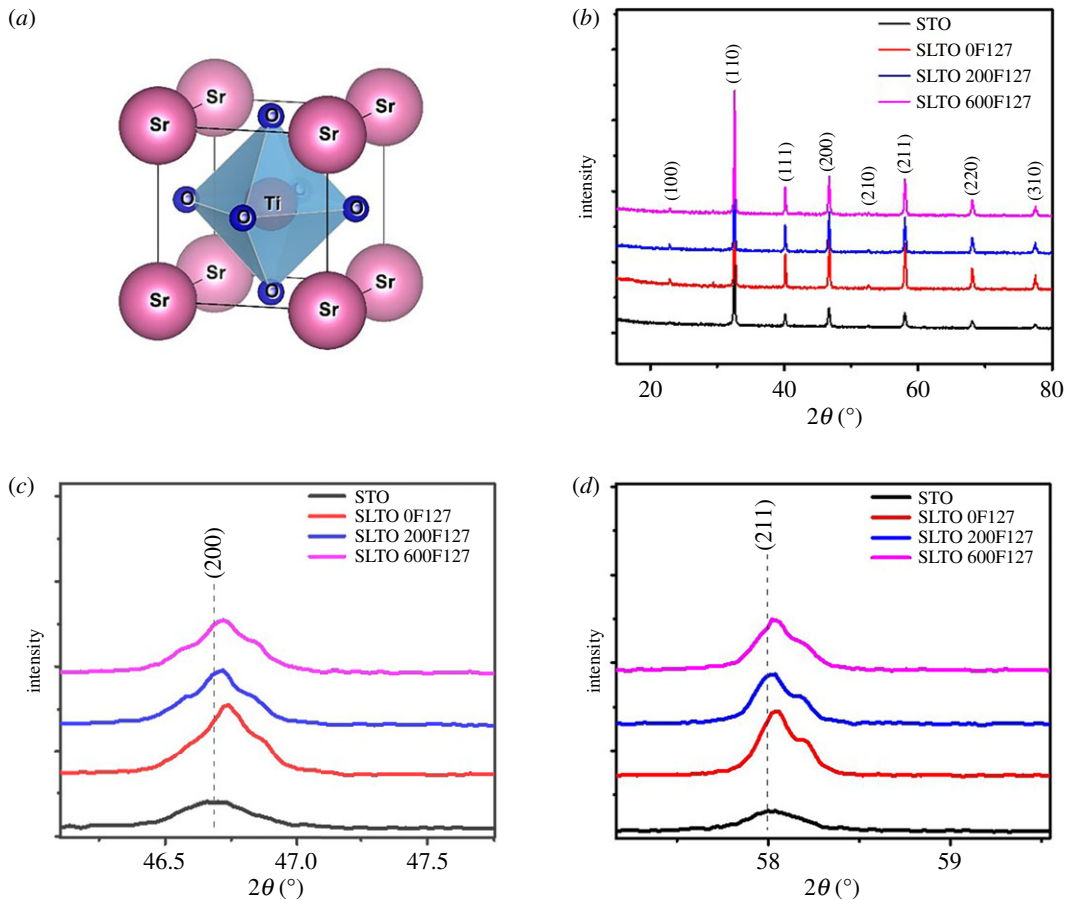 (a)
Sr
Sr
Sr
Sr
O
O
O
O
Ti
O
Sr
Sr
Sr
Sr
(b)
STO
SLTO 0F127
SLTO 200F127
SLTO 600F127
(100)
(110)
(111)
(200)
(210)
(211)
(220)
(310)
intensity
20 40 60 80
2θ (°)
(c)
STO
SLTO 0F127
SLTO 200F127
SLTO 600F127
(200)
intensity
46.5 47.0 47.5
2θ (°)
(d)
STO
SLTO 0F127
SLTO 200F127
SLTO 600F127
(211)
intensity
58 59
2θ (°)